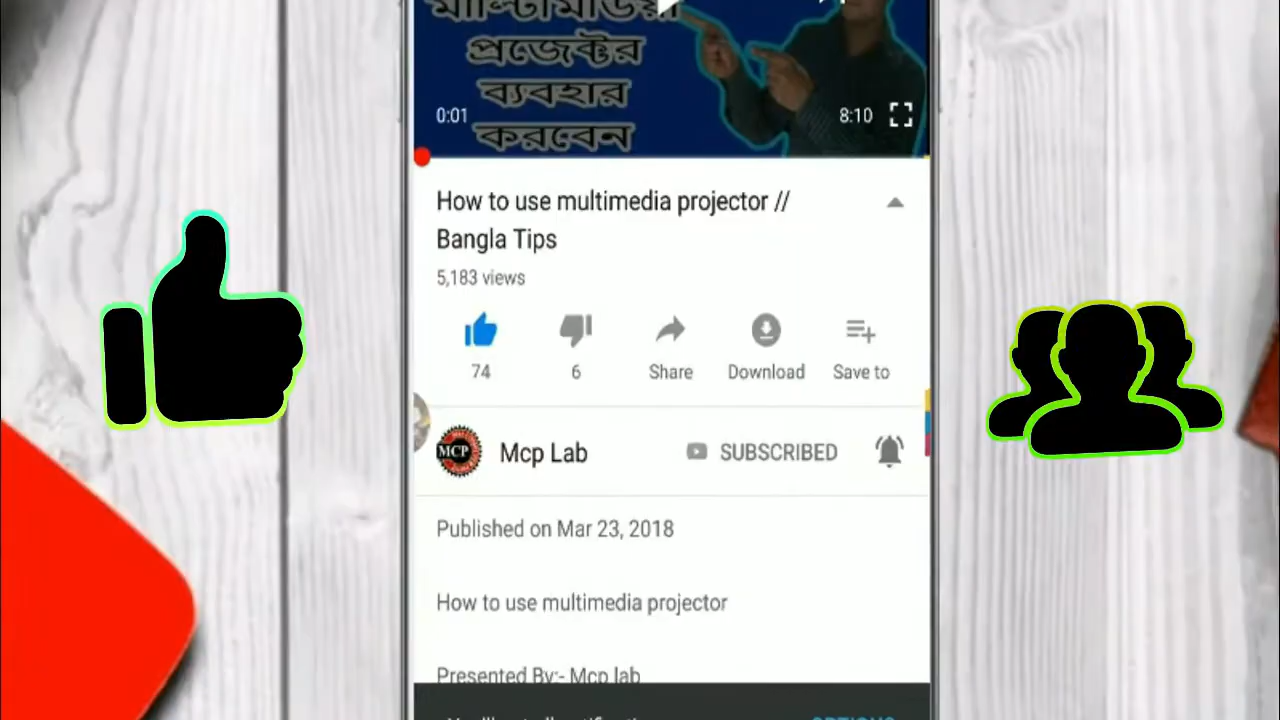 মাল্টিমিডিয়া
প্রজেক্টর
ব্যবহার
করবেন
0:01
8:10
How to use multimedia projector //
Bangla Tips
5,183 views
74
6
Share
Download
Save to
MCP
Mcp Lab
SUBSCRIBED
Published on Mar 23, 2018
How to use multimedia projector
Presented By:- Mcp lab
OPTIONS